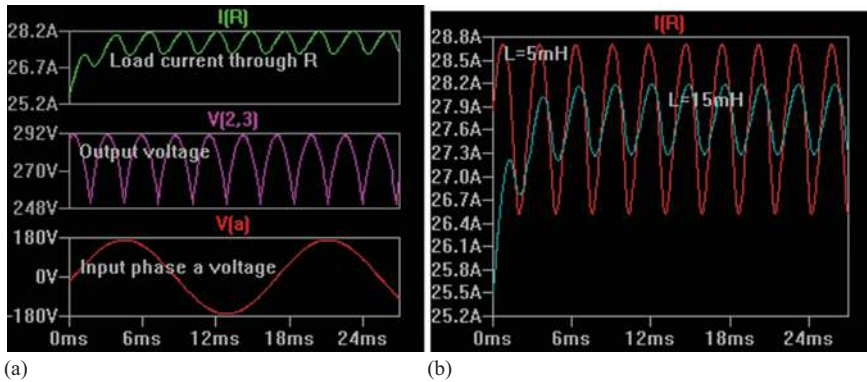 I(R)
28.2A
26.7A
25.2A
Load current through R
V(2,3)
292V
270V
248V
Output voltage
V(a)
180V
0V
-180V
Input phase a voltage
0ms 6ms 12ms 18ms 24ms
(a)
I(R)
28.8A
28.5A
28.2A
27.9A
27.6A
27.3A
27.0A
26.7A
26.4A
26.1A
25.8A
25.5A
25.2A
L=5mH
L=15mH
0ms 6ms 12ms 18ms 24ms
(b)